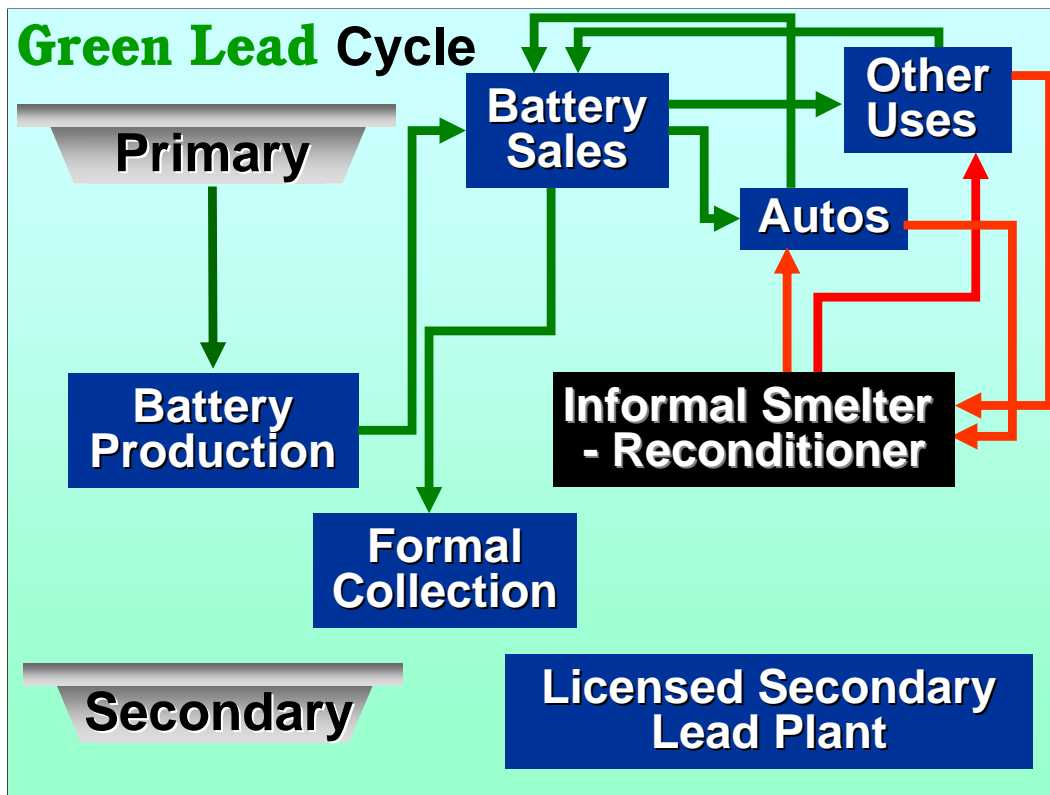 Green Lead Cycle
Primary
Battery
Sales
Other
Uses
Autos
Battery
Production
Informal Smelter
- Reconditioner
Formal
Collection
Secondary
Licensed Secondary
Lead Plant